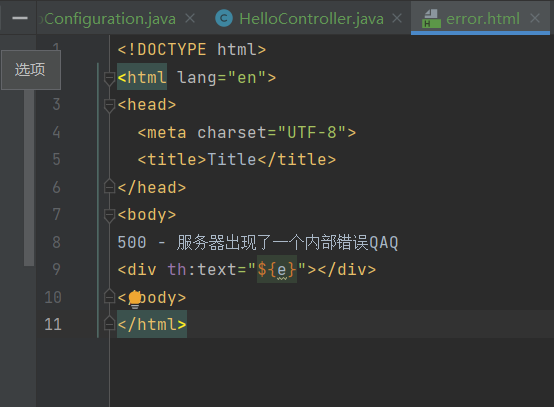 oConfiguration.java
HelloController.java
error.html
选项
1 <!DOCTYPE html>
2 <html lang="en">
3 <head>
4 <meta charset="UTF-8">
5 <title>Title</title>
6 </head>
7 <body>
8 500 - 服务器出现了一个内部错误QAQ
9 <div th:text="${e}"></div>
10 <body>
11 </html>